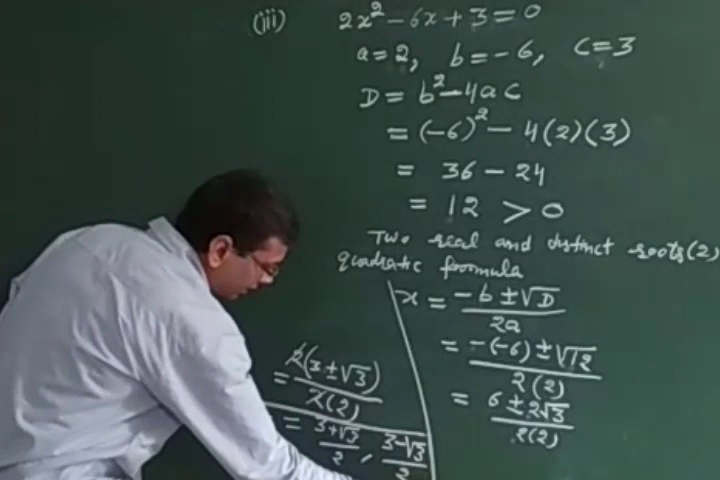 (iii) 2x² - 6x + 3 = 0
a = 2, b = -6, c = 3
D = b² - 4ac
= (-6)² - 4(2)(3)
= 36 - 24
= 12 > 0
Two real and distinct roots(2)
quadratic formula
x = (-b ± √D)/2a
= (-(-6) ± √12)/2(2)
= (6 ± 2√3)/2(2)
= 2(3 ± √3)/2(2)
= (3+√3)/2, (3-√3)/2